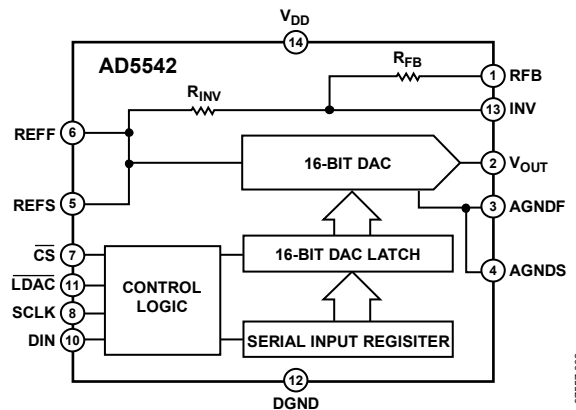 VDD
14
AD5542
RFB
1
RFB
RINV
13
INV
REFF
6
16-BIT DAC
2
VOUT
REFS
5
3
AGNDF
CS
7
16-BIT DAC LATCH
4
AGNDS
LDAC
11
CONTROL
LOGIC
SCLK
8
DIN
10
SERIAL INPUT REGISITER
12
DGND